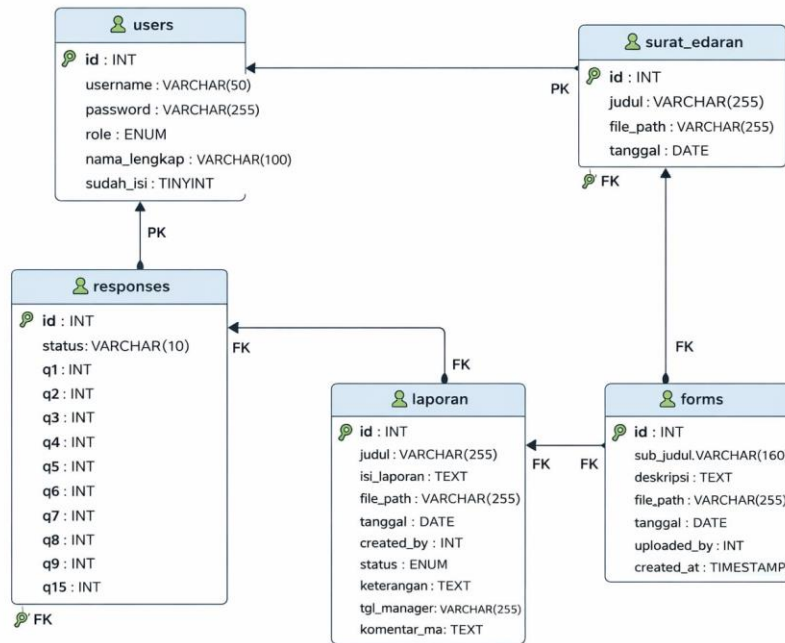 users
id : INT
username : VARCHAR(50)
password : VARCHAR(255)
role : ENUM
nama_lengkap : VARCHAR(100)
sudah_isi : TINYINT
PK
surat_edaran
id : INT
judul : VARCHAR(255)
file_path : VARCHAR(255)
tanggal : DATE
FK
PK
responses
id : INT
status: VARCHAR(10)
q1 : INT
q2 : INT
q3 : INT
q4 : INT
q5 : INT
q6 : INT
q7 : INT
q8 : INT
q9 : INT
q15 : INT
FK
FK
FK
laporan
id : INT
judul : VARCHAR(255)
isi_laporan : TEXT
file_path : VARCHAR(255)
tanggal : DATE
created_by : INT
status : ENUM
keterangan : TEXT
tgl_manager: VARCHAR(255)
komentar_ma: TEXT
FK
FK
FK
forms
id : INT
sub_judul.VARCHAR(160
deskripsi : TEXT
file_path : VARCHAR(255)
tanggal : DATE
uploaded_by : INT
created_at : TIMESTAMP